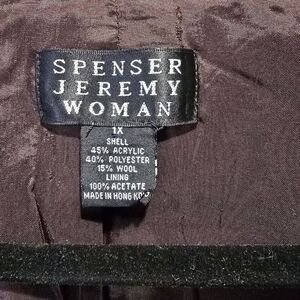 SPENSER
JEREMY
WOMAN
1X
SHELL
45% ACRYLIC
40% POLYESTER
15% WOOL
LINING
100% ACETATE
MADE IN HONG KONG